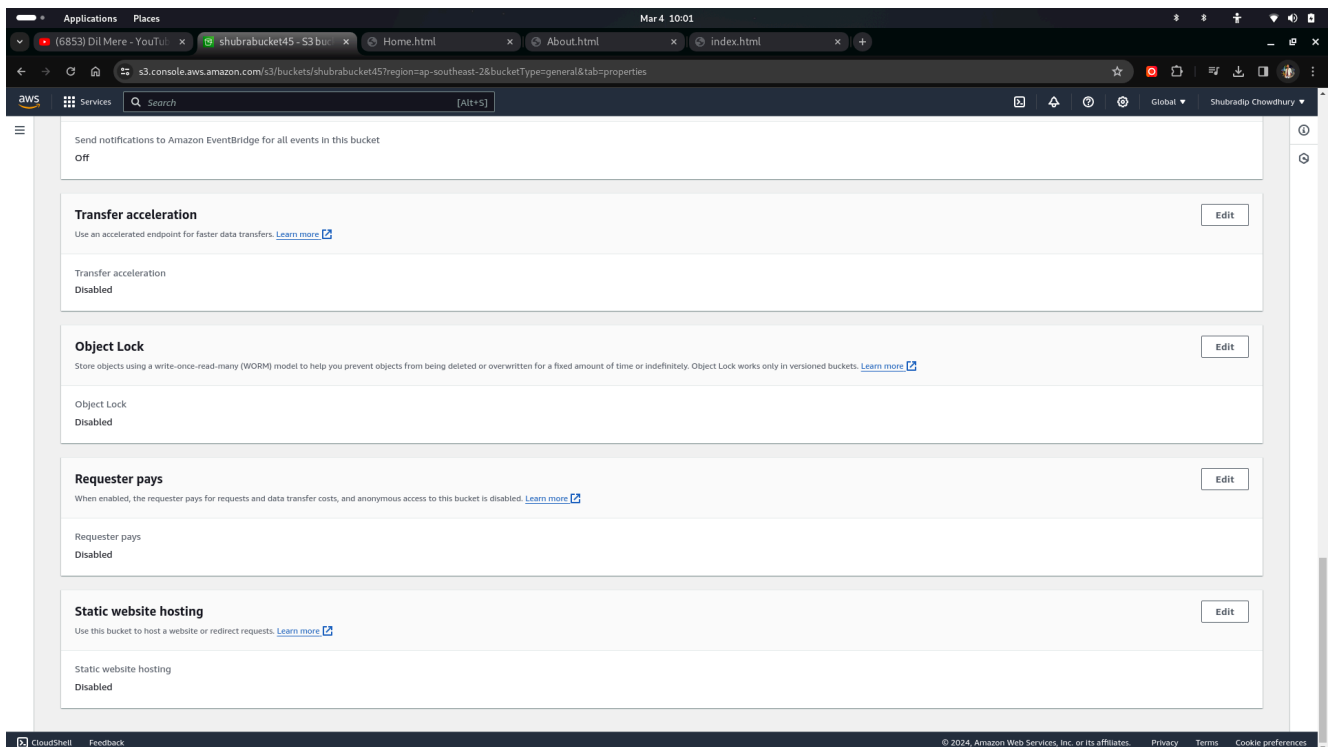 Applications Places Mar 4 10:01
(6853) Dil Mere - YouTub shubrabucket45 - S3 buc Home.html About.html index.html
s3.console.aws.amazon.com/s3/buckets/shubrabucket45?region=ap-southeast-2&bucketType=general&tab=properties
aws Services Search [Alt+S] Global Shubradip Chowdhury
Send notifications to Amazon EventBridge for all events in this bucket
Off
Transfer acceleration Edit
Use an accelerated endpoint for faster data transfers. Learn more
Transfer acceleration
Disabled
Object Lock Edit
Store objects using a write-once-read-many (WORM) model to help you prevent objects from being deleted or overwritten for a fixed amount of time or indefinitely. Object Lock works only in versioned buckets. Learn more
Object Lock
Disabled
Requester pays Edit
When enabled, the requester pays for requests and data transfer costs, and anonymous access to this bucket is disabled. Learn more
Requester pays
Disabled
Static website hosting Edit
Use this bucket to host a website or redirect requests. Learn more
Static website hosting
Disabled
CloudShell Feedback © 2024, Amazon Web Services, Inc. or its affiliates. Privacy Terms Cookie preferences